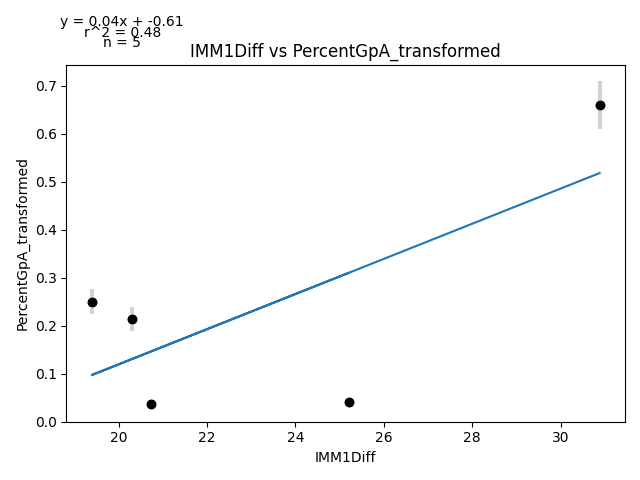 y = 0.04x + -0.61
r^2 = 0.48
n = 5
IMM1Diff vs PercentGpA_transformed
0.7
0.6
0.5
0.4
0.3
0.2
0.1
0.0
PercentGpA_transformed
20
22
24
26
28
30
IMM1Diff